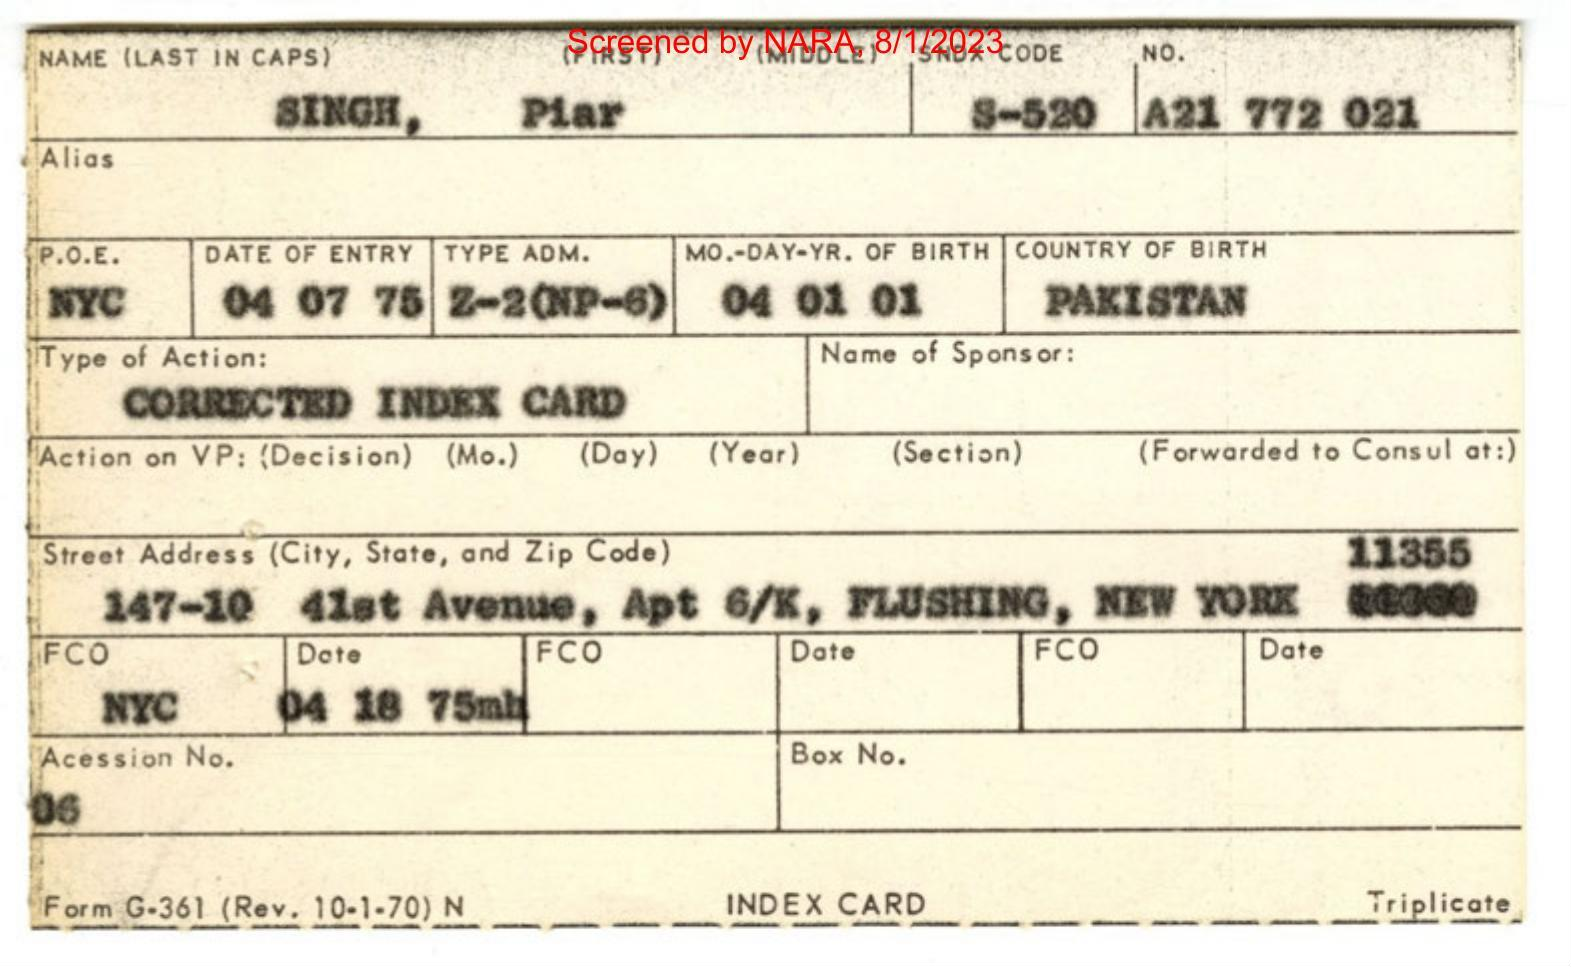 Screened by NARA, 8/1/2023
NAME (LAST IN CAPS) (FIRST) (MIDDLE) SNDX CODE NO.
SINGH, Piar S-520 A21 772 021
Alias
P.O.E. DATE OF ENTRY TYPE ADM. MO.-DAY-YR. OF BIRTH COUNTRY OF BIRTH
NYC 04 07 75 Z-2(NP-6) 04 01 01 PAKISTAN
Type of Action: Name of Sponsor:
CORRECTED INDEX CARD
Action on VP: (Decision) (Mo.) (Day) (Year) (Section) (Forwarded to Consul at:)
Street Address (City, State, and Zip Code) 11355
147-10 41st Avenue, Apt 6/K, FLUSHING, NEW YORK
FCO Date FCO Date FCO Date
NYC 04 18 75mh
Acession No. Box No.
06
Form G-361 (Rev. 10-1-70) N INDEX CARD Triplicate